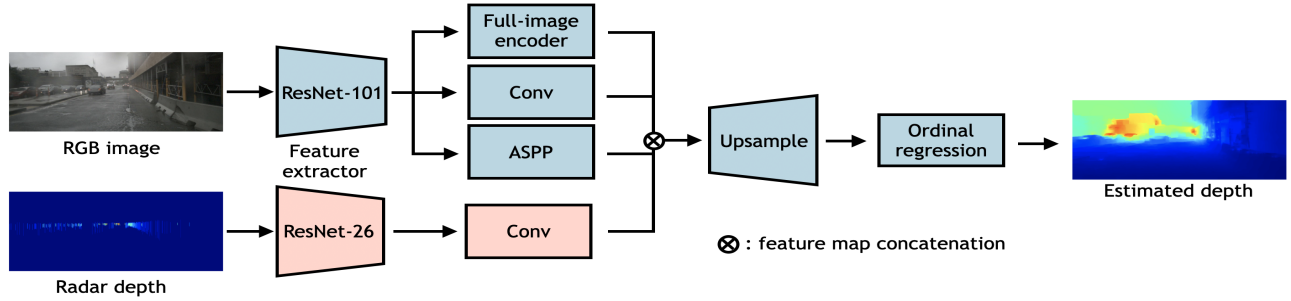 RGB image
ResNet-101
Feature
extractor
Full-image
encoder
Conv
ASPP
Upsample
Ordinal
regression
Estimated depth
Radar depth
ResNet-26
Conv
⊗ : feature map concatenation